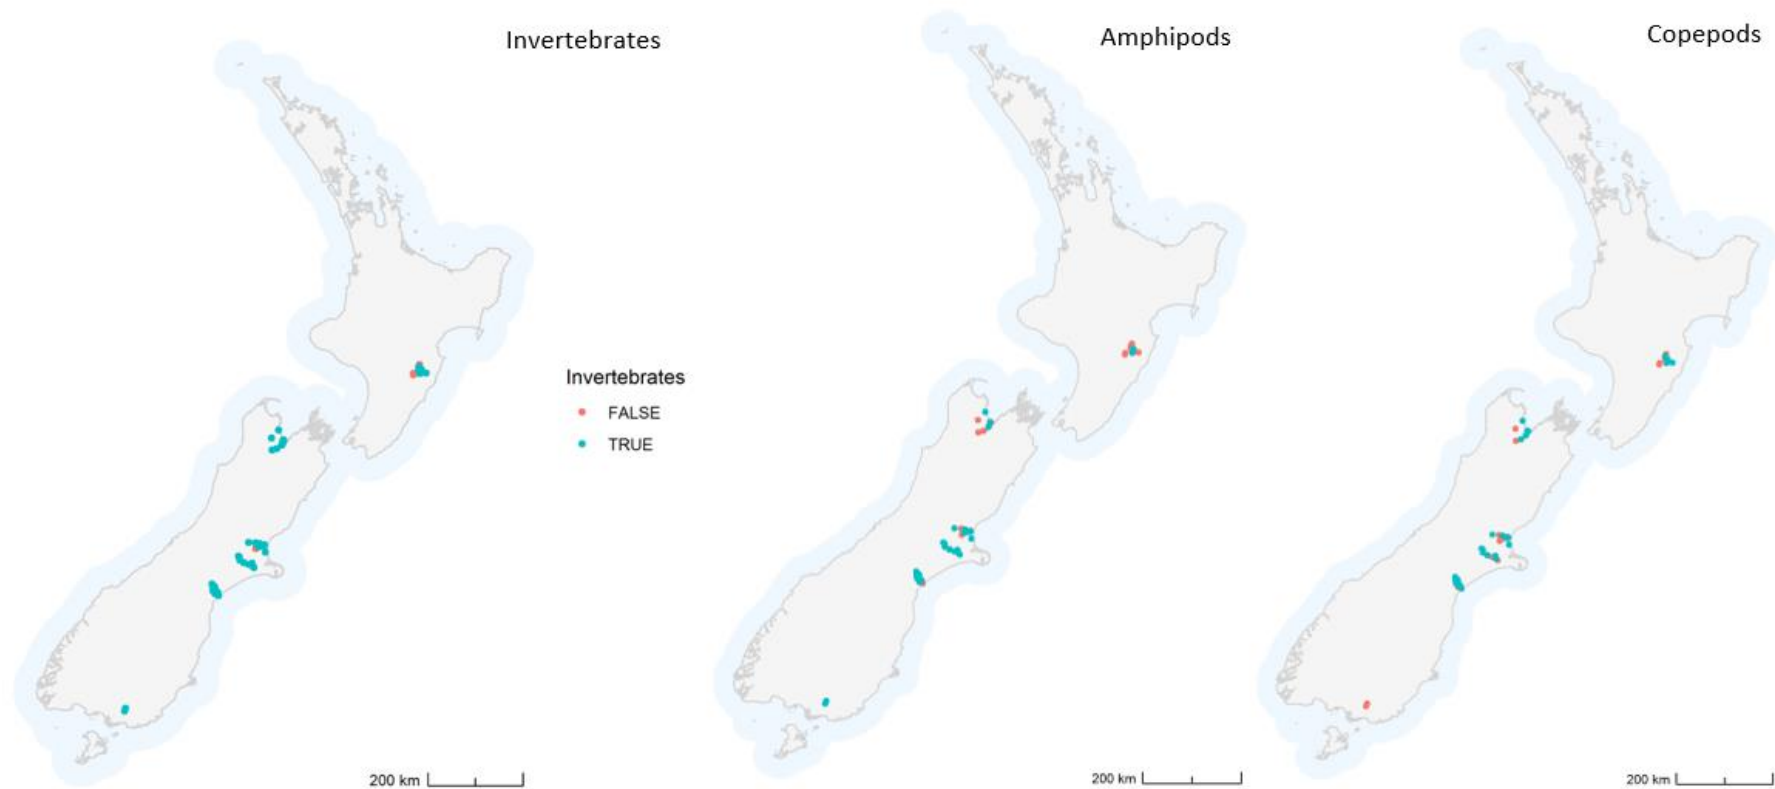 Invertebrates
Amphipods
Copepods
Invertebrates
FALSE
TRUE
200 km
200 km
200 km